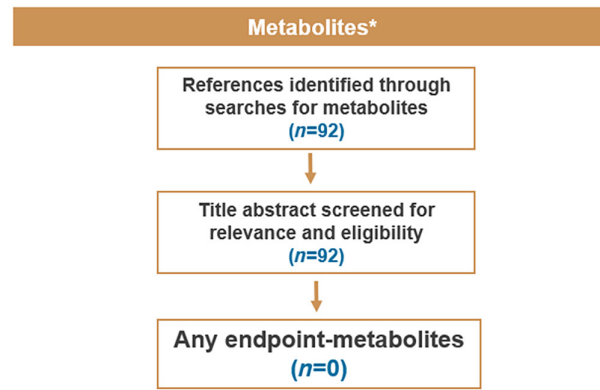 Metabolites*
References identified through
searches for metabolites
(n=92)
Title abstract screened for
relevance and eligibility
(n=92)
Any endpoint-metabolites
(n=0)